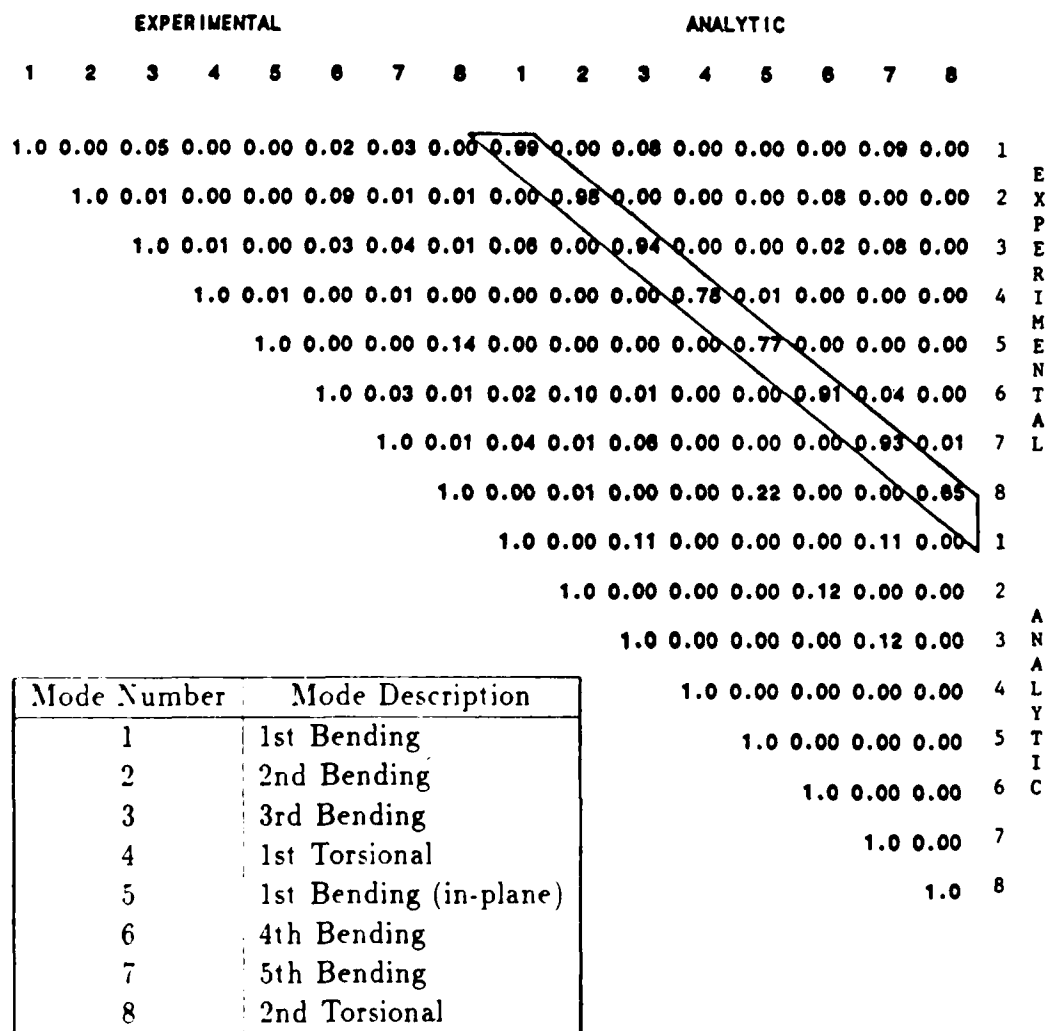 EXPERIMENTAL ANALYTIC
1 2 3 4 5 6 7 8 1 2 3 4 5 6 7 8
1.0 0.00 0.05 0.00 0.00 0.02 0.03 0.00 0.99 0.00 0.08 0.00 0.00 0.00 0.09 0.00 1
1.0 0.01 0.00 0.09 0.01 0.01 0.00 0.98 0.00 0.00 0.00 0.08 0.00 0.00 2
1.0 0.01 0.00 0.03 0.04 0.01 0.06 0.00 0.94 0.00 0.00 0.02 0.08 0.00 3
1.0 0.01 0.00 0.01 0.00 0.00 0.00 0.00 0.78 0.01 0.00 0.00 0.00 4
1.0 0.00 0.00 0.14 0.00 0.00 0.00 0.00 0.77 0.00 0.00 0.00 5
1.0 0.03 0.01 0.02 0.10 0.01 0.00 0.00 0.91 0.04 0.00 6
1.0 0.01 0.04 0.01 0.06 0.00 0.00 0.00 0.93 0.01 7
1.0 0.00 0.01 0.00 0.00 0.22 0.00 0.00 0.65 8
1.0 0.00 0.11 0.00 0.00 0.00 0.11 0.00 1
1.0 0.00 0.00 0.00 0.12 0.00 0.00 2
1.0 0.00 0.00 0.00 0.12 0.00 3
1.0 0.00 0.00 0.00 0.00 4
1.0 0.00 0.00 0.00 5
1.0 0.00 0.00 6
1.0 0.00 7
1.0 8
EXPERIMENTAL
ANALYTIC
Mode Number Mode Description
1 1st Bending
2 2nd Bending
3 3rd Bending
4 1st Torsional
5 1st Bending (in-plane)
6 4th Bending
7 5th Bending
8 2nd Torsional